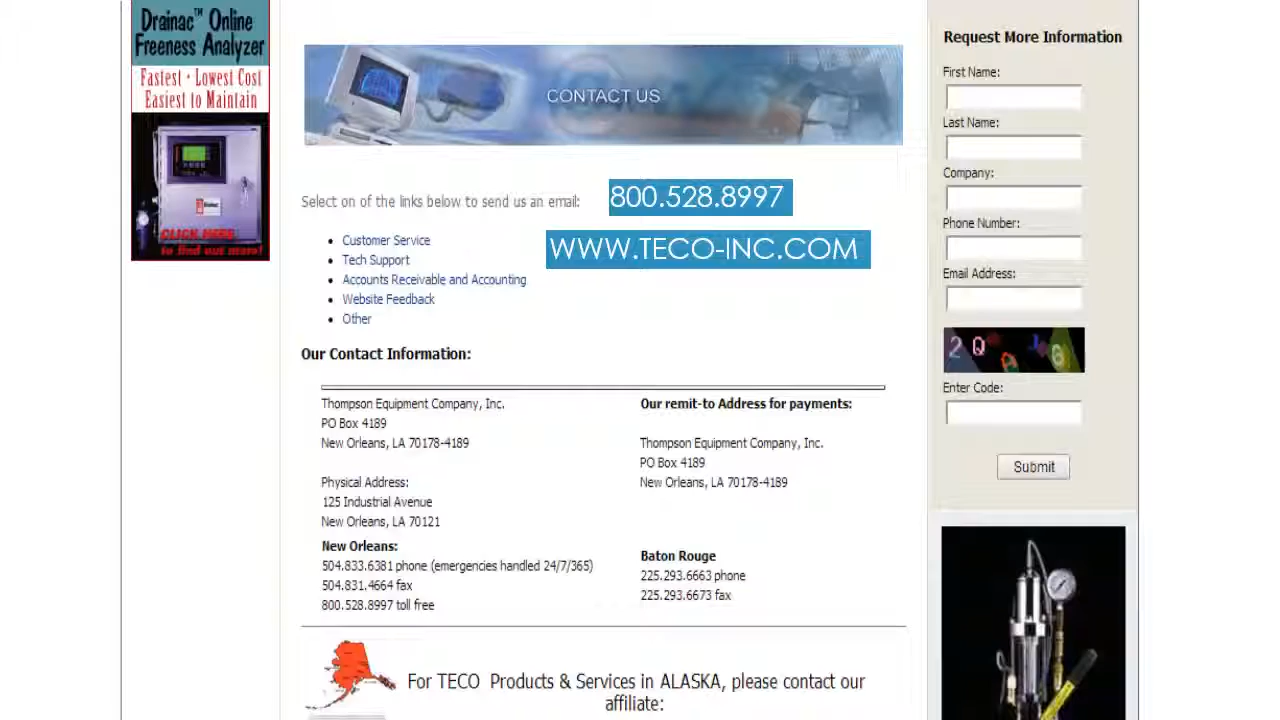 Drainac™ Online
Freeness Analyzer
Fastest • Lowest Cost
Easiest to Maintain
CLICK HERE
to find out more!
CONTACT US
Select on of the links below to send us an email:
800.528.8997
WWW.TECO-INC.COM
• Customer Service
• Tech Support
• Accounts Receivable and Accounting
• Website Feedback
• Other
Our Contact Information:
Thompson Equipment Company, Inc.
PO Box 4189
New Orleans, LA 70178-4189
Physical Address:
125 Industrial Avenue
New Orleans, LA 70121
New Orleans:
504.833.6381 phone (emergencies handled 24/7/365)
504.831.4664 fax
800.528.8997 toll free
Our remit-to Address for payments:
Thompson Equipment Company, Inc.
PO Box 4189
New Orleans, LA 70178-4189
Baton Rouge
225.293.6663 phone
225.293.6673 fax
For TECO Products & Services in ALASKA, please contact our
affiliate:
Request More Information
First Name:
Last Name:
Company:
Phone Number:
Email Address:
Enter Code:
Submit